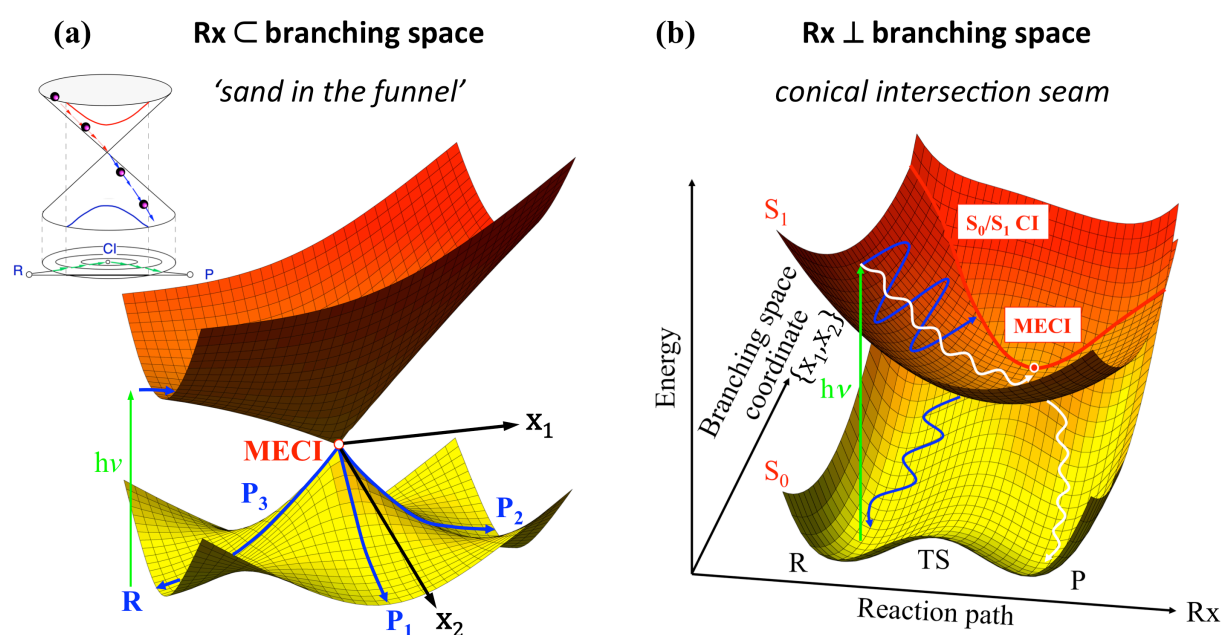 (a) Rx ⊂ branching space
'sand in the funnel'
CI
R
P
hν
MECI
x₁
P₃
P₂
R
P₁
x₂
(b) Rx ⊥ branching space
conical intersection seam
S₁
S₀/S₁ CI
MECI
Energy
Branching space
coordinate
{x₁,x₂}
hν
S₀
R
TS
P
Reaction path
Rx